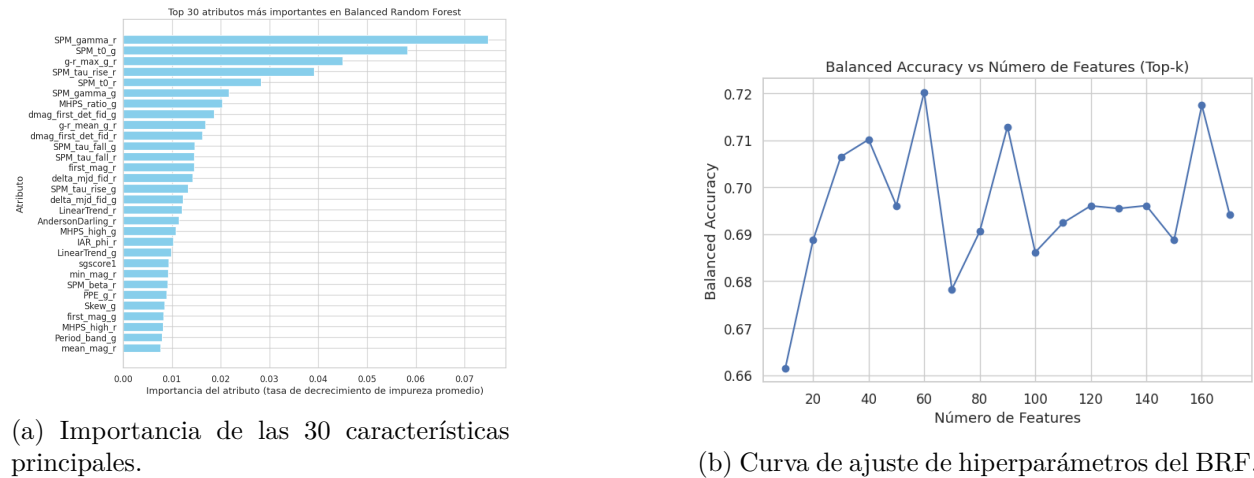 Top 30 atributos más importantes en Balanced Random Forest
SPM_gamma_r
SPM_t0_g
g-r_max_g_r
SPM_tau_rise_r
SPM_t0_r
SPM_gamma_g
MHPS_ratio_g
dmag_first_det_fid_g
g-r_mean_g_r
dmag_first_det_fid_r
SPM_tau_fall_g
SPM_tau_fall_r
first_mag_r
delta_mjd_fid_r
SPM_tau_rise_g
delta_mjd_fid_g
LinearTrend_r
AndersonDarling_r
MHPS_high_g
IAR_phi_r
LinearTrend_g
sgscore1
min_mag_r
SPM_beta_r
PPE_g_r
Skew_g
first_mag_g
MHPS_high_r
Period_band_g
mean_mag_r
Atributo
0.00 0.01 0.02 0.03 0.04 0.05 0.06 0.07
Importancia del atributo (tasa de decrecimiento de impureza promedio)
(a) Importancia de las 30 características
principales.
Balanced Accuracy vs Número de Features (Top-k)
0.72
0.71
0.70
0.69
0.68
0.67
0.66
Balanced Accuracy
20 40 60 80 100 120 140 160
Número de Features
(b) Curva de ajuste de hiperparámetros del BRF.